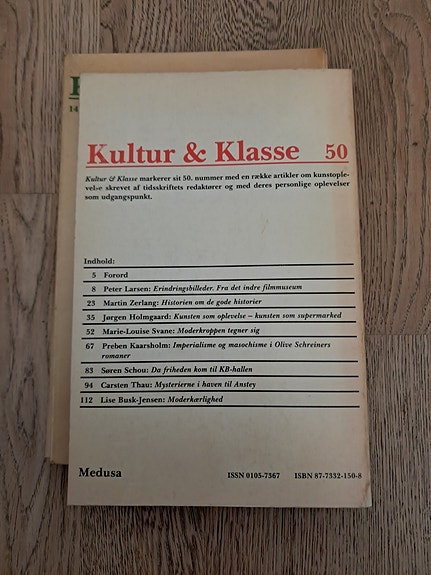 K
14
Kultur & Klasse 50
Kultur & Klasse markerer sit 50. nummer med en række artikler om kunstople-
velse skrevet af tidsskriftets redaktører og med deres personlige oplevelser
som udgangspunkt.
Indhold:
5 Forord
8 Peter Larsen: Erindringsbilleder. Fra det indre filmmuseum
23 Martin Zerlang: Historien om de gode historier
35 Jørgen Holmgaard: Kunsten som oplevelse – kunsten som supermarked
52 Marie-Louise Svane: Moderkroppen tegner sig
67 Preben Kaarsholm: Imperialisme og masochisme i Olive Schreiners
romaner
83 Søren Schou: Da friheden kom til KB-hallen
94 Carsten Thau: Mysterierne i haven til Anstey
112 Lise Busk-Jensen: Moderkærlighed
Medusa
ISSN 0105-7367 ISBN 87-7332-150-8